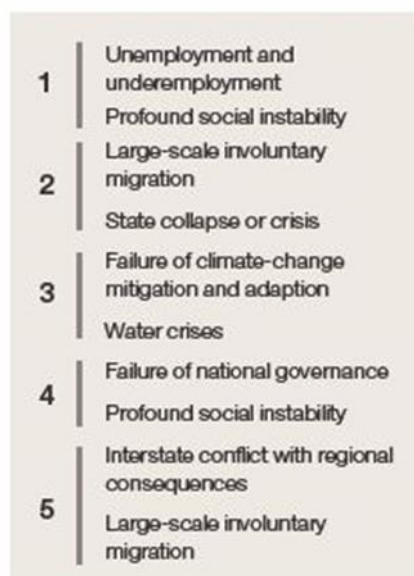 1
Unemployment and
underemployment
Profound social instability
2
Large-scale involuntary
migration
State collapse or crisis
3
Failure of climate-change
mitigation and adaption
Water crises
4
Failure of national governance
Profound social instability
5
Interstate conflict with regional
consequences
Large-scale involuntary
migration